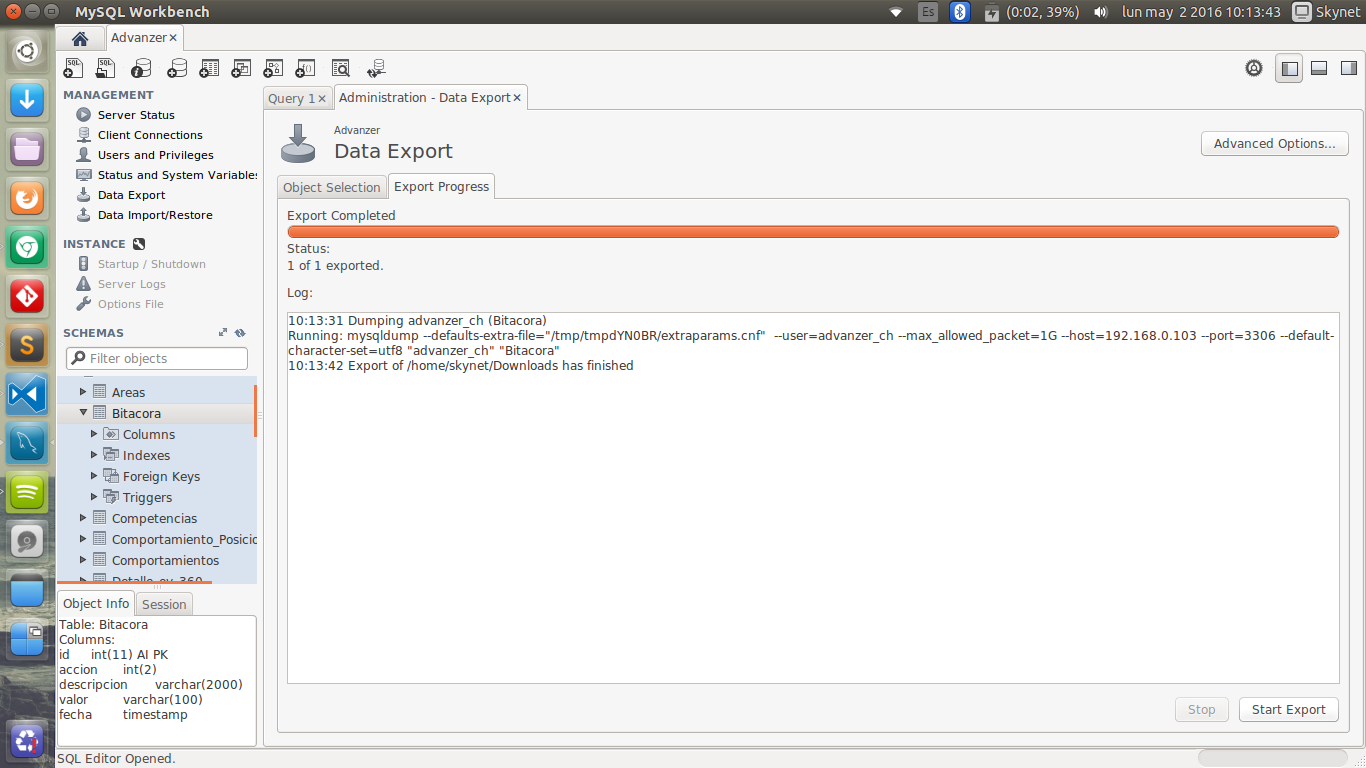 MySQL Workbench
Es
(0:02, 39%)
lun may 2 2016 10:13:43
Skynet
Advanzer
MANAGEMENT
Server Status
Client Connections
Users and Privileges
Status and System Variables
Data Export
Data Import/Restore
INSTANCE
Startup / Shutdown
Server Logs
Options File
SCHEMAS
Filter objects
Areas
Bitacora
Columns
Indexes
Foreign Keys
Triggers
Competencias
Comportamiento_Posicio
Comportamientos
Detalle_ev_360
Object Info
Session
Table: Bitacora
Columns:
id int(11) AI PK
accion int(2)
descripcion varchar(2000)
valor varchar(100)
fecha timestamp
Query 1
Administration - Data Export
Advanzer
Data Export
Advanced Options...
Object Selection
Export Progress
Export Completed
Status:
1 of 1 exported.
Log:
10:13:31 Dumping advanzer_ch (Bitacora)
Running: mysqldump --defaults-extra-file="/tmp/tmpdYN0BR/extraparams.cnf"  --user=advanzer_ch --max_allowed_packet=1G --host=192.168.0.103 --port=3306 --default-
character-set=utf8 "advanzer_ch" "Bitacora"
10:13:42 Export of /home/skynet/Downloads has finished
Stop
Start Export
SQL Editor Opened.